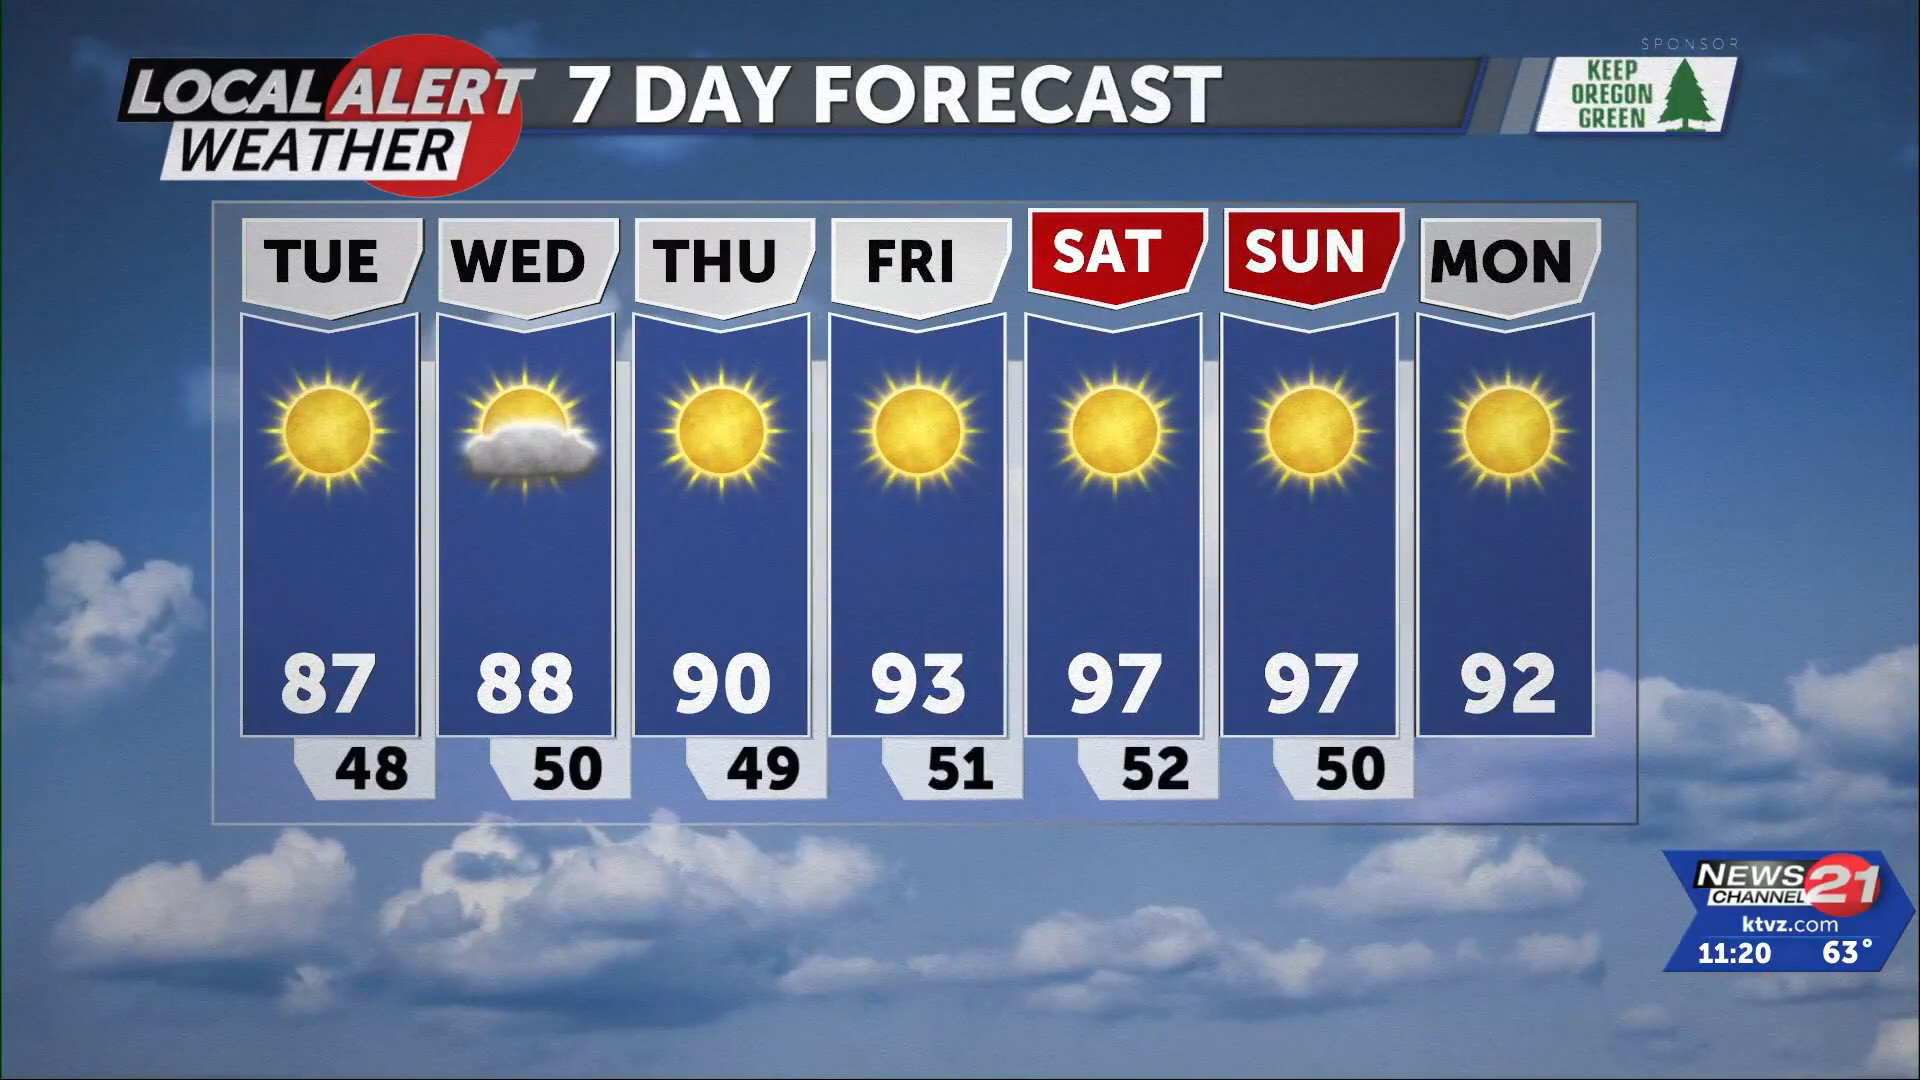 SPONSOR
LOCAL ALERT
WEATHER
7 DAY FORECAST
KEEP
OREGON
GREEN
TUE WED THU FRI SAT SUN MON
87 88 90 93 97 97 92
48 50 49 51 52 50
NEWS
CHANNEL 21
ktvz.com
11:20 63°